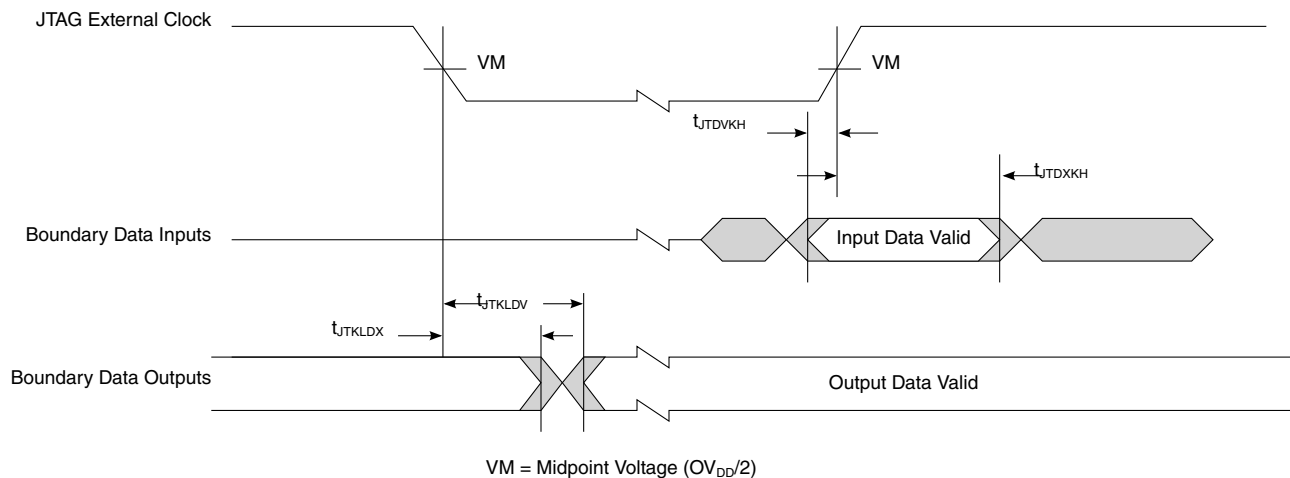 JTAG External Clock
VM
VM
tJTDVKH
tJTDXKH
Boundary Data Inputs
Input Data Valid
tJTKLDV
tJTKLDX
Boundary Data Outputs
Output Data Valid
VM = Midpoint Voltage (OVDD/2)